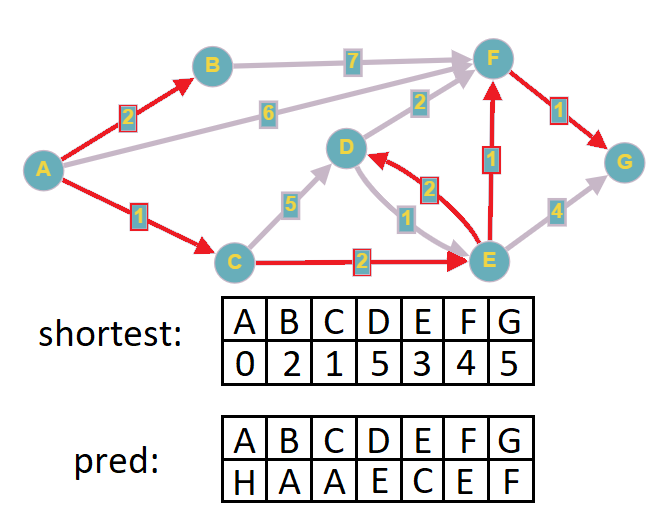 B 7 F
2 6 2 1
A D G
1 5 1 2 1 4
C 2 E
shortest:
A B C D E F G
0 2 1 5 3 4 5
pred:
A B C D E F G
H A A E C E F